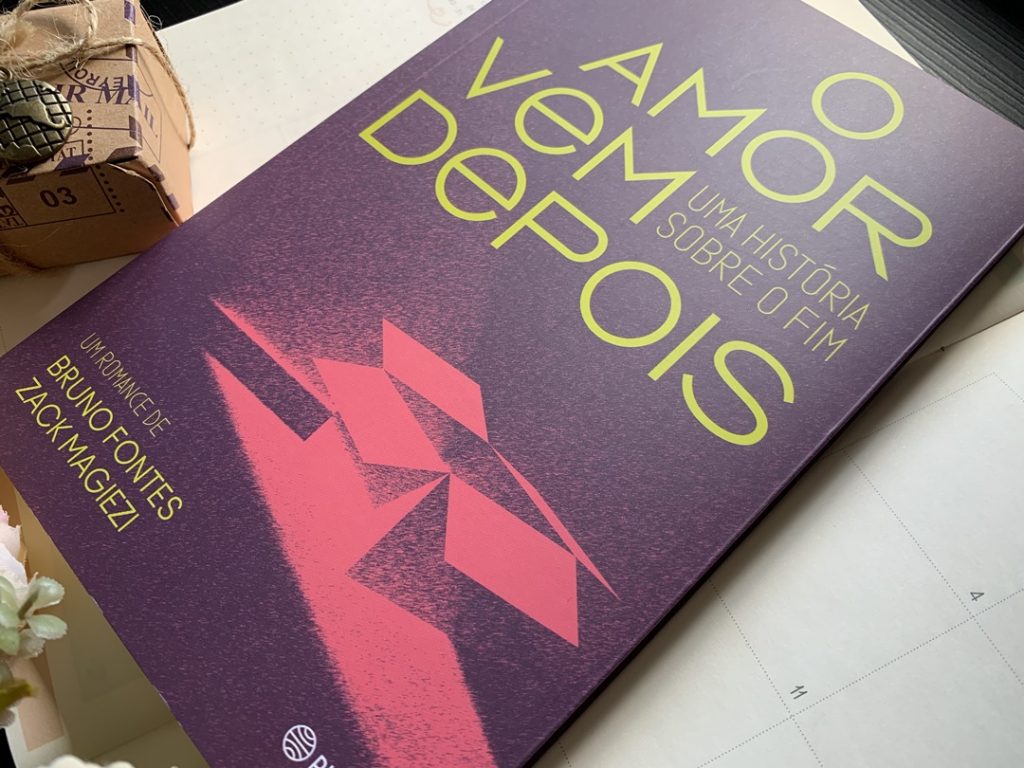 O
AMOR
VEM
DEPOIS
UMA HISTÓRIA
SOBRE O FIM
UM ROMANCE DE
BRUNO FONTES
ZACK MAGIEZI
03
4
11